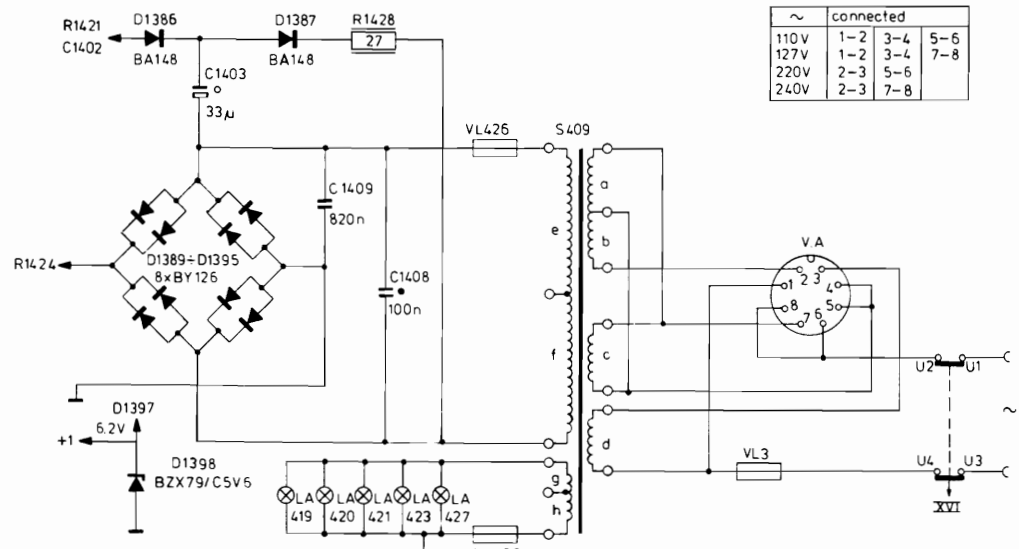 R1421
C1402
D1386
BA148
D1387
BA148
R1428
27
C1403
33µ
VL426
S409
C1409
820n
C1408
100n
R1424
D1389÷D1395
8xBY126
D1397
6.2V
+1
D1398
BZX79/C5V6
LA 419
LA 420
LA 421
LA 423
LA 427
e
f
g
h
a
b
c
d
V.A
1
2
3
4
5
6
7
8
VL3
U2
U1
U4
U3
~
XVI
~ connected
110V 1-2 3-4 5-6
127V 1-2 3-4 7-8
220V 2-3 5-6
240V 2-3 7-8